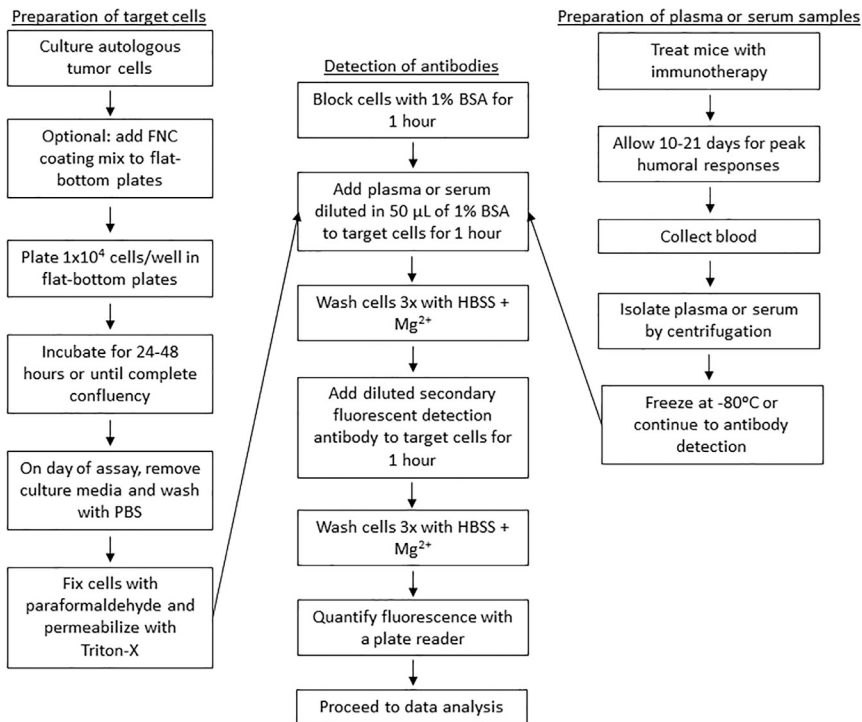 Preparation of target cells
Culture autologous
tumor cells
Optional: add FNC
coating mix to flat-
bottom plates
Plate 1x10⁴ cells/well in
flat-bottom plates
Incubate for 24-48
hours or until complete
confluency
On day of assay, remove
culture media and wash
with PBS
Fix cells with
paraformaldehyde and
permeabilize with
Triton-X
Detection of antibodies
Block cells with 1% BSA for
1 hour
Add plasma or serum
diluted in 50 µL of 1% BSA
to target cells for 1 hour
Wash cells 3x with HBSS +
Mg²⁺
Add diluted secondary
fluorescent detection
antibody to target cells for
1 hour
Wash cells 3x with HBSS +
Mg²⁺
Quantify fluorescence with
a plate reader
Proceed to data analysis
Preparation of plasma or serum samples
Treat mice with
immunotherapy
Allow 10-21 days for peak
humoral responses
Collect blood
Isolate plasma or serum
by centrifugation
Freeze at -80°C or
continue to antibody
detection